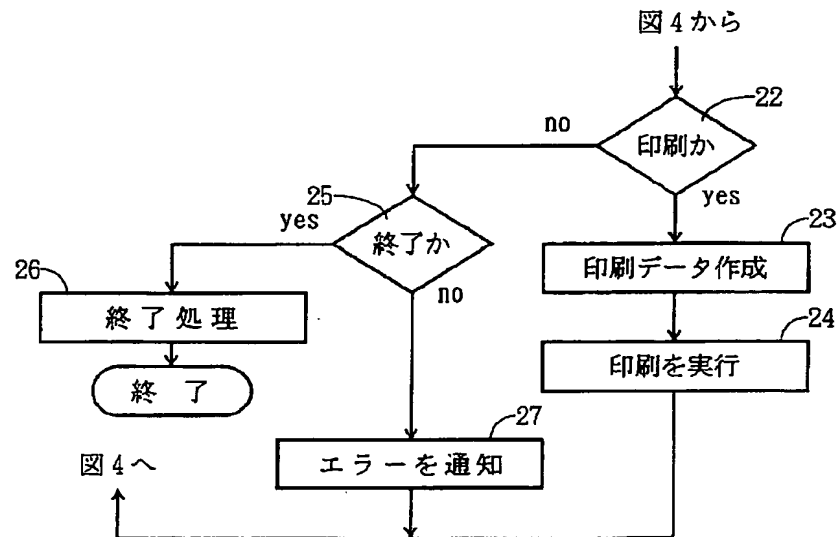 図4から
22
印刷か
no
yes
25
終了か
yes
no
23
印刷データ作成
26
終了処理
24
印刷を実行
終了
27
エラーを通知
図4へ